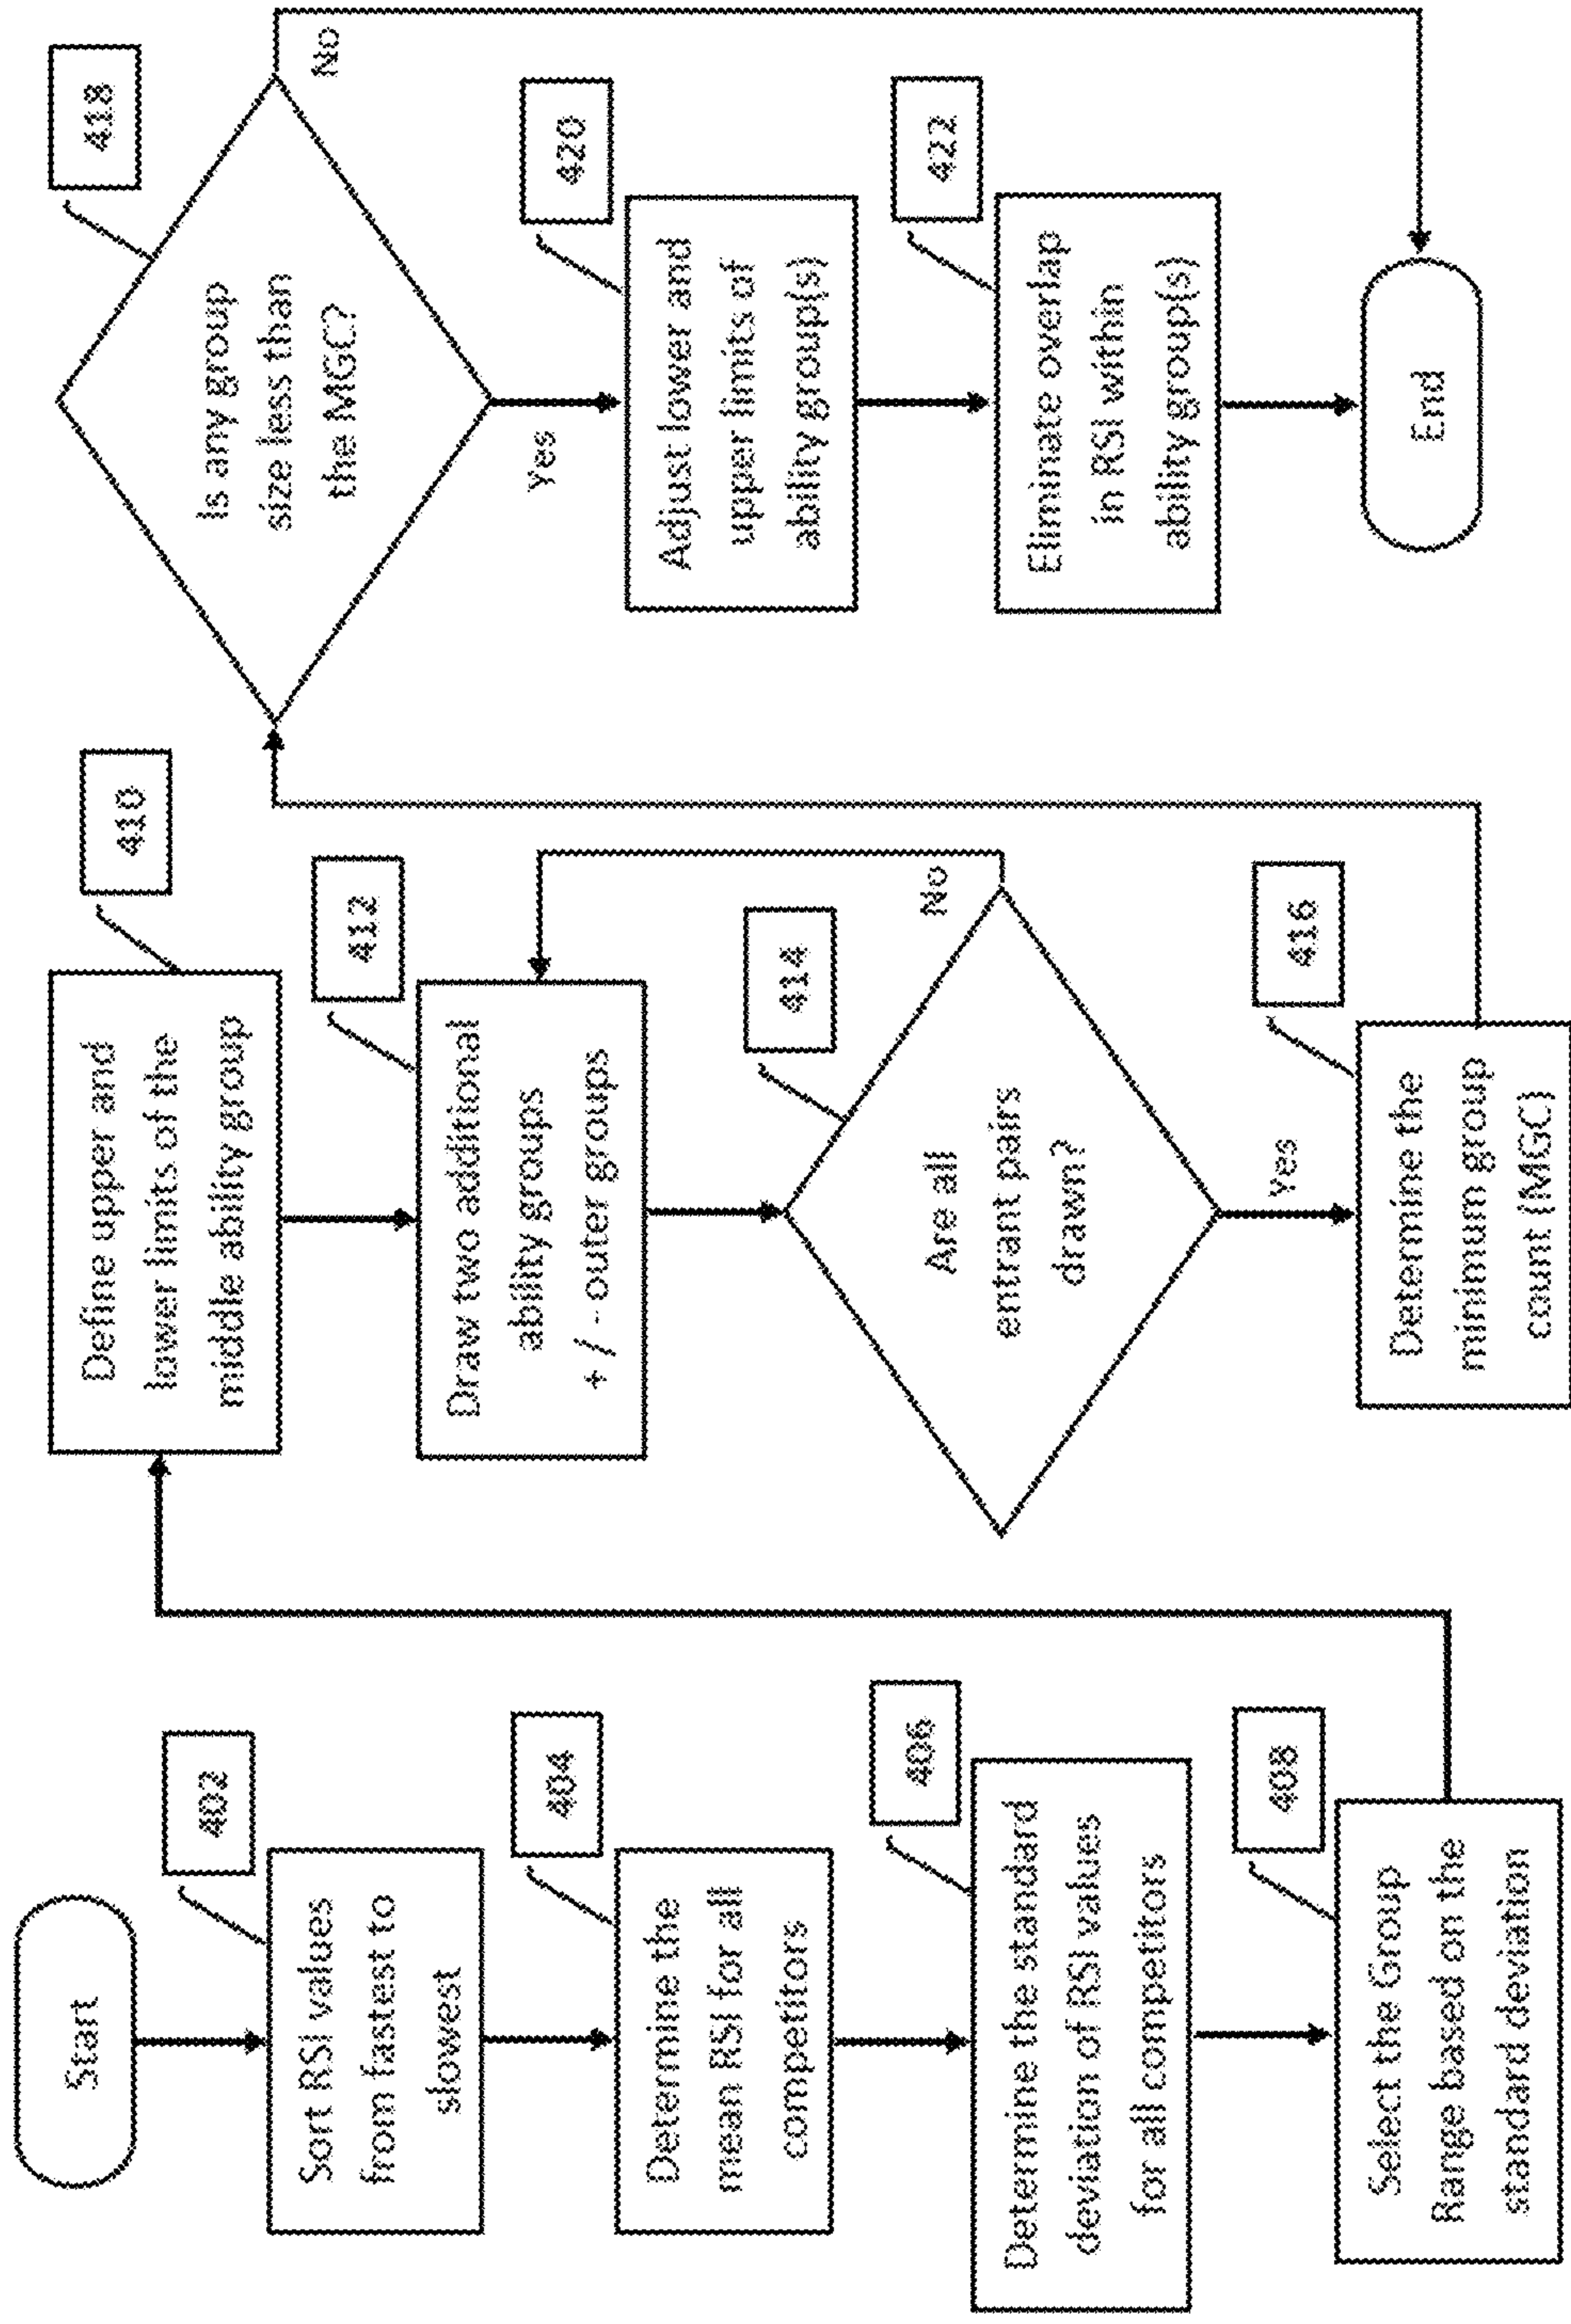 Start
402
Sort RSI values
from fastest to
slowest
404
Determine the
mean RSI for all
competitors
406
Determine the standard
deviation of RSI values
for all competitors
408
Select the Group
Range based on the
standard deviation
410
Define upper and
lower limits of the
middle ability group
412
Draw two additional
ability groups
+ / - outer groups
414
Are all
entrant pairs
drawn?
No
Yes
416
Determine the
minimum group
count (MGC)
418
Is any group
size less than
the MGC?
No
Yes
420
Adjust lower and
upper limits of
ability group(s)
422
Eliminate overlap
in RSI within
ability group(s)
End